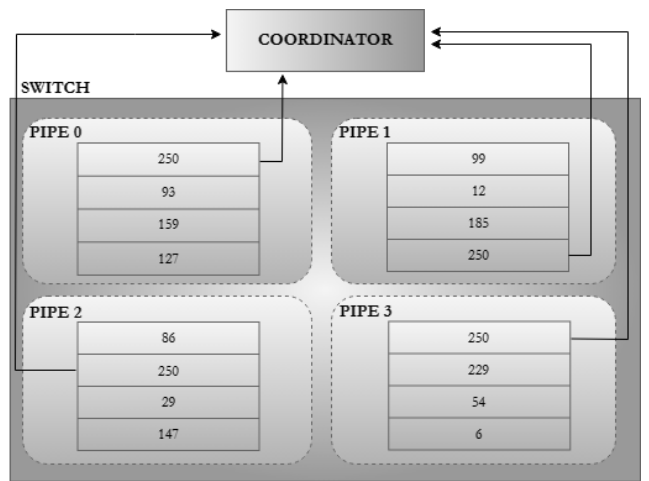 COORDINATOR
SWITCH
PIPE 0
250
93
159
127
PIPE 1
99
12
185
250
PIPE 2
86
250
29
147
PIPE 3
250
229
54
6